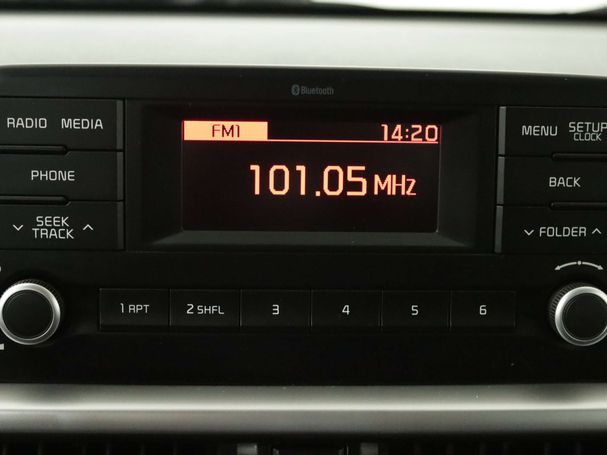 Bluetooth
RADIO MEDIA
FM1 14:20
MENU SETUP
CLOCK
101.05 MHz
PHONE
BACK
SEEK
TRACK
FOLDER
1 RPT 2 SHFL 3 4 5 6